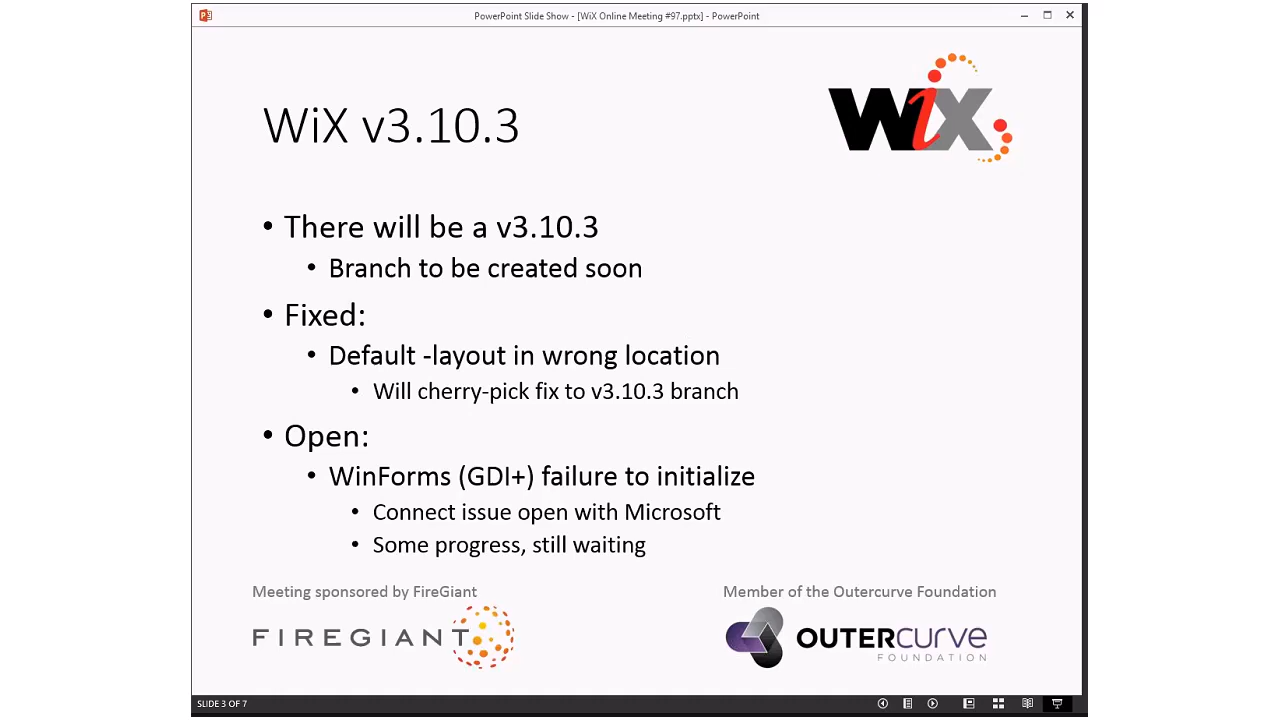 PowerPoint Slide Show - [WiX Online Meeting #97.pptx] - PowerPoint
WiX
WiX v3.10.3
• There will be a v3.10.3
• Branch to be created soon
• Fixed:
• Default -layout in wrong location
• Will cherry-pick fix to v3.10.3 branch
• Open:
• WinForms (GDI+) failure to initialize
• Connect issue open with Microsoft
• Some progress, still waiting
Meeting sponsored by FireGiant
FIREGIANT
Member of the Outercurve Foundation
OUTERCURVE
FOUNDATION
SLIDE 3 OF 7